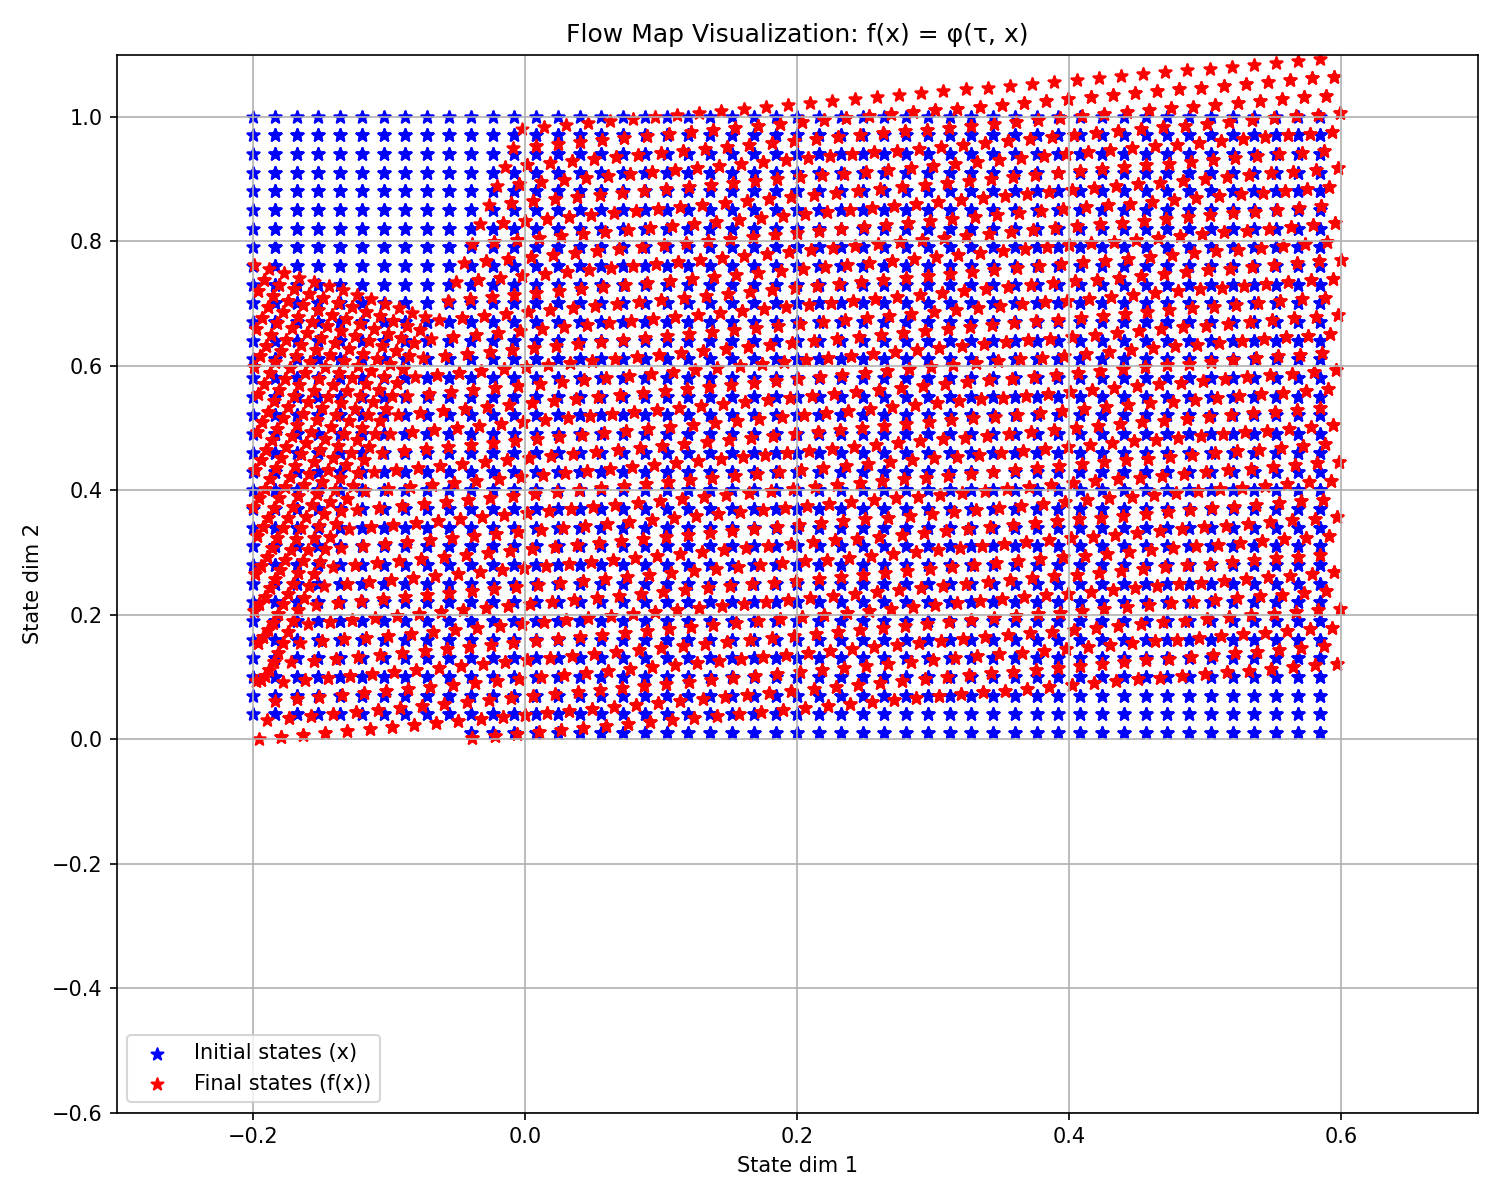 Flow Map Visualization: f(x) = φ(τ, x)
State dim 2
1.0
0.8
0.6
0.4
0.2
0.0
−0.2
−0.4
−0.6
Initial states (x)
Final states (f(x))
−0.2
0.0
0.2
0.4
0.6
State dim 1